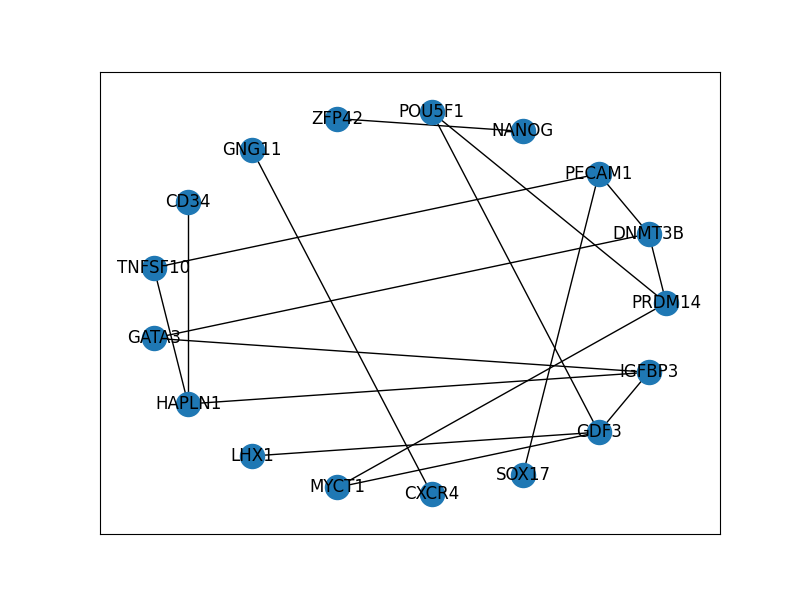 POU5F1
ZFP42
NANOG
GNG11
PECAM1
CD34
DNMT3B
TNFSF10
PRDM14
GATA3
IGFBP3
HAPLN1
GDF3
LHX1
SOX17
MYCT1
CXCR4